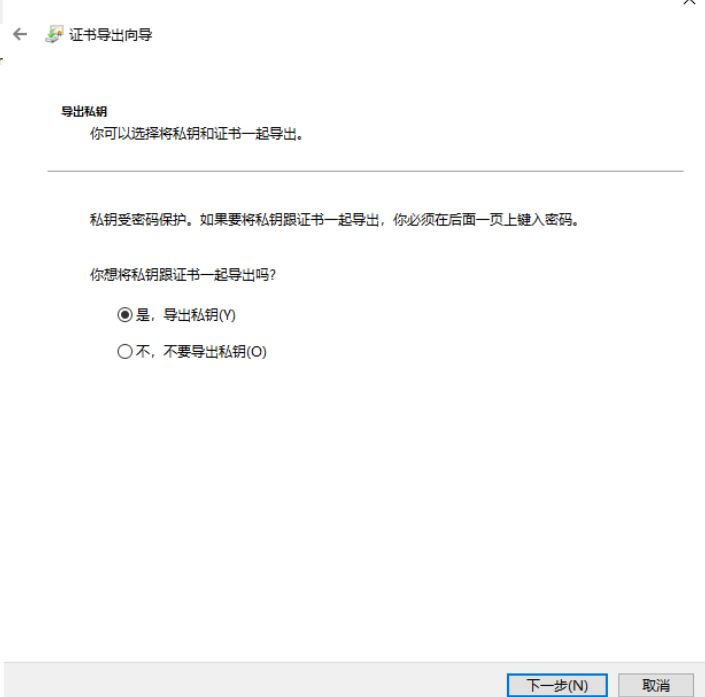 证书导出向导
导出私钥
你可以选择将私钥和证书一起导出。
私钥受密码保护。如果要将私钥跟证书一起导出，你必须在后面一页上键入密码。
你想将私钥跟证书一起导出吗?
是，导出私钥(Y)
不，不要导出私钥(O)
下一步(N) 取消